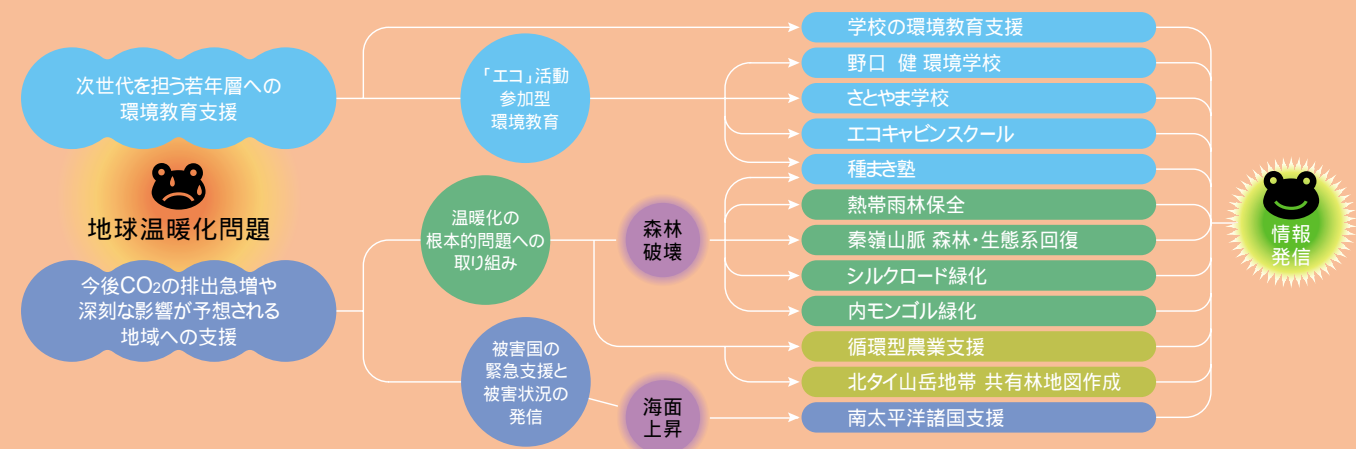 次世代を担う若年層への
環境教育支援
地球温暖化問題
今後CO₂の排出急増や
深刻な影響が予想される
地域への支援
「エコ」活動
参加型
環境教育
温暖化の
根本的問題への
取り組み
被害国の
緊急支援と
被害状況の
発信
森林
破壊
海面
上昇
学校の環境教育支援
野口 健 環境学校
さとやま学校
エコキャビンスクール
種まき塾
熱帯雨林保全
秦嶺山脈 森林・生態系回復
シルクロード緑化
内モンゴル緑化
循環型農業支援
北タイ山岳地帯 共有林地図作成
南太平洋諸国支援
情報
発信